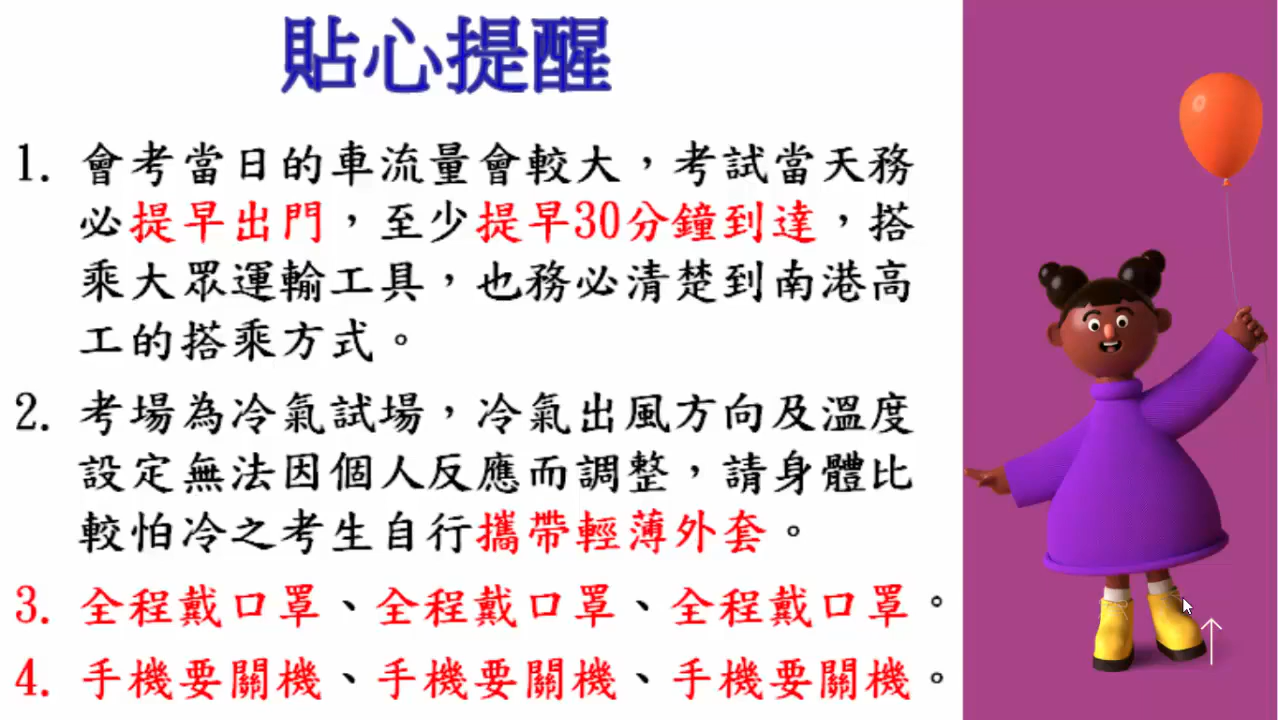 貼心提醒
1. 會考當日的車流量會較大，考試當天務
必提早出門，至少提早30分鐘到達，搭
乘大眾運輸工具，也務必清楚到南港高
工的搭乘方式。
2. 考場為冷氣試場，冷氣出風方向及溫度
設定無法因個人反應而調整，請身體比
較怕冷之考生自行攜帶輕薄外套。
3. 全程戴口罩、全程戴口罩、全程戴口罩。
4. 手機要關機、手機要關機、手機要關機。